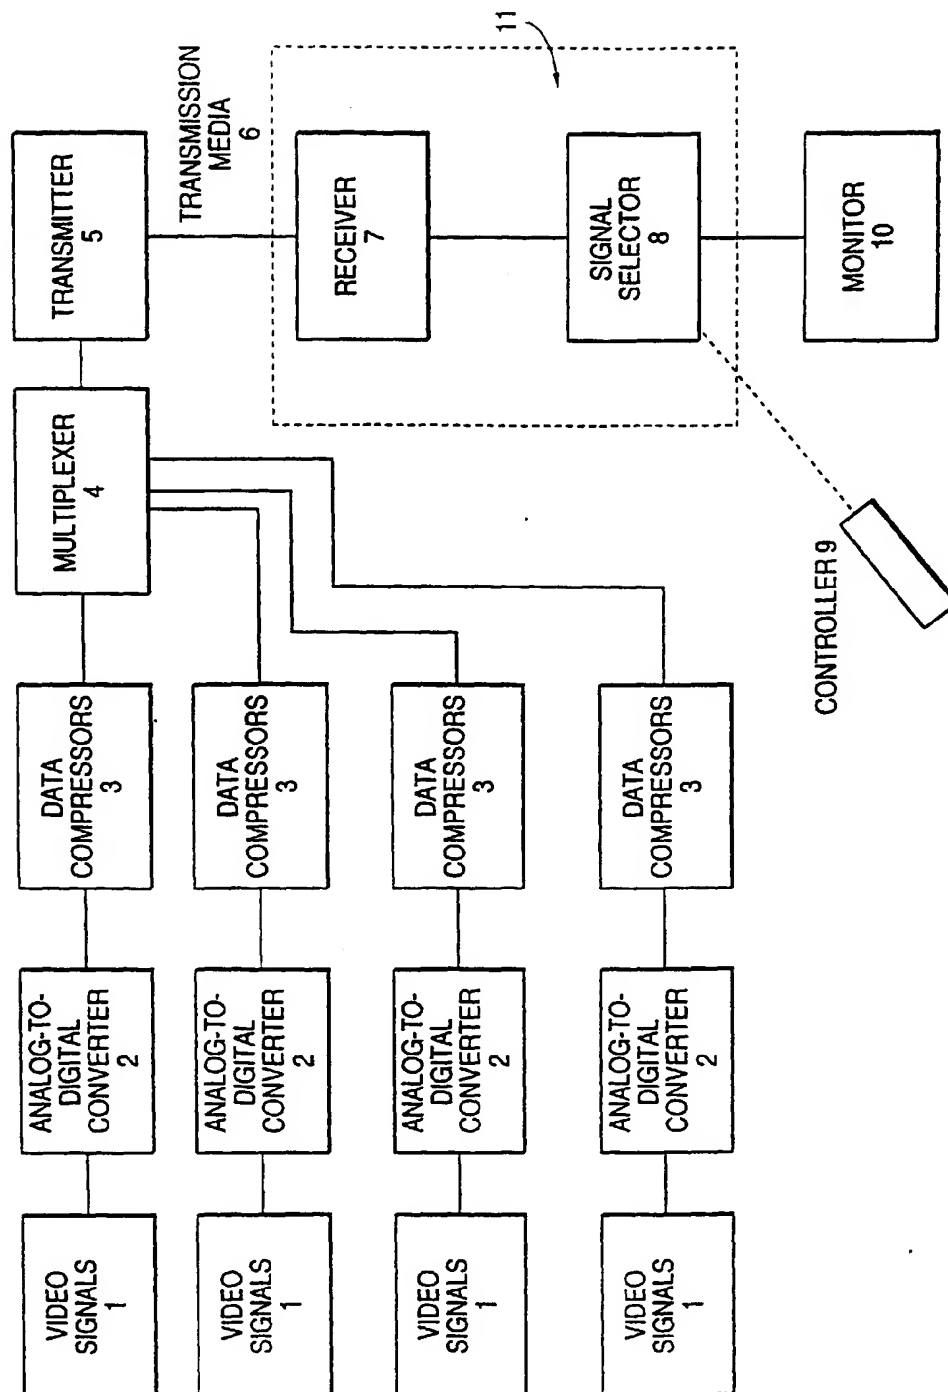 VIDEO
SIGNALS
1
ANALOG-TO-
DIGITAL
CONVERTER
2
DATA
COMPRESSORS
3
MULTIPLEXER
4
TRANSMITTER
5
TRANSMISSION
MEDIA
6
VIDEO
SIGNALS
1
ANALOG-TO-
DIGITAL
CONVERTER
2
DATA
COMPRESSORS
3
RECEIVER
7
VIDEO
SIGNALS
1
ANALOG-TO-
DIGITAL
CONVERTER
2
DATA
COMPRESSORS
3
11
VIDEO
SIGNALS
1
ANALOG-TO-
DIGITAL
CONVERTER
2
DATA
COMPRESSORS
3
SIGNAL
SELECTOR
8
CONTROLLER 9
MONITOR
10